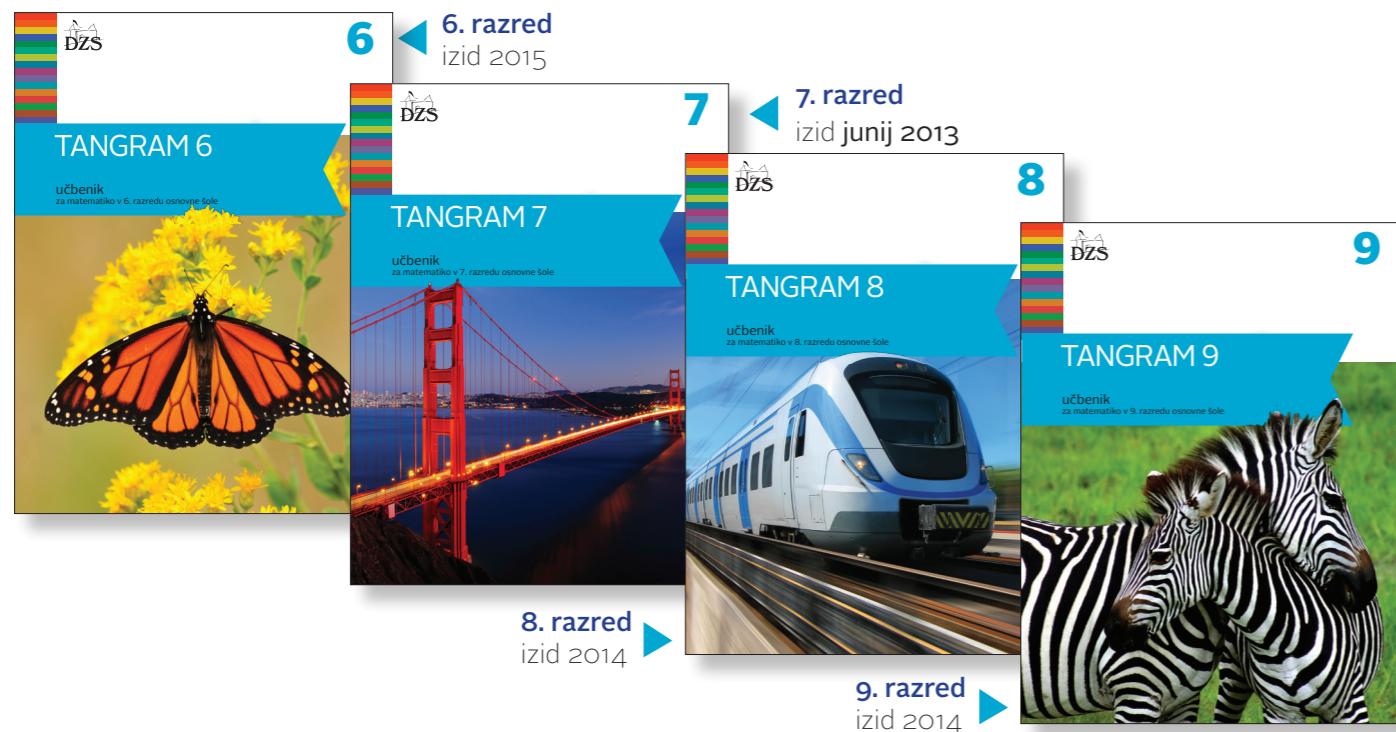 DZS
6
6. razred
izid 2015
TANGRAM 6
učbenik
za matematiko v 6. razredu osnovne šole
DZS
7
7. razred
izid junij 2013
TANGRAM 7
učbenik
za matematiko v 7. razredu osnovne šole
DZS
8
TANGRAM 8
učbenik
za matematiko v 8. razredu osnovne šole
8. razred
izid 2014
DZS
9
TANGRAM 9
učbenik
za matematiko v 9. razredu osnovne šole
9. razred
izid 2014